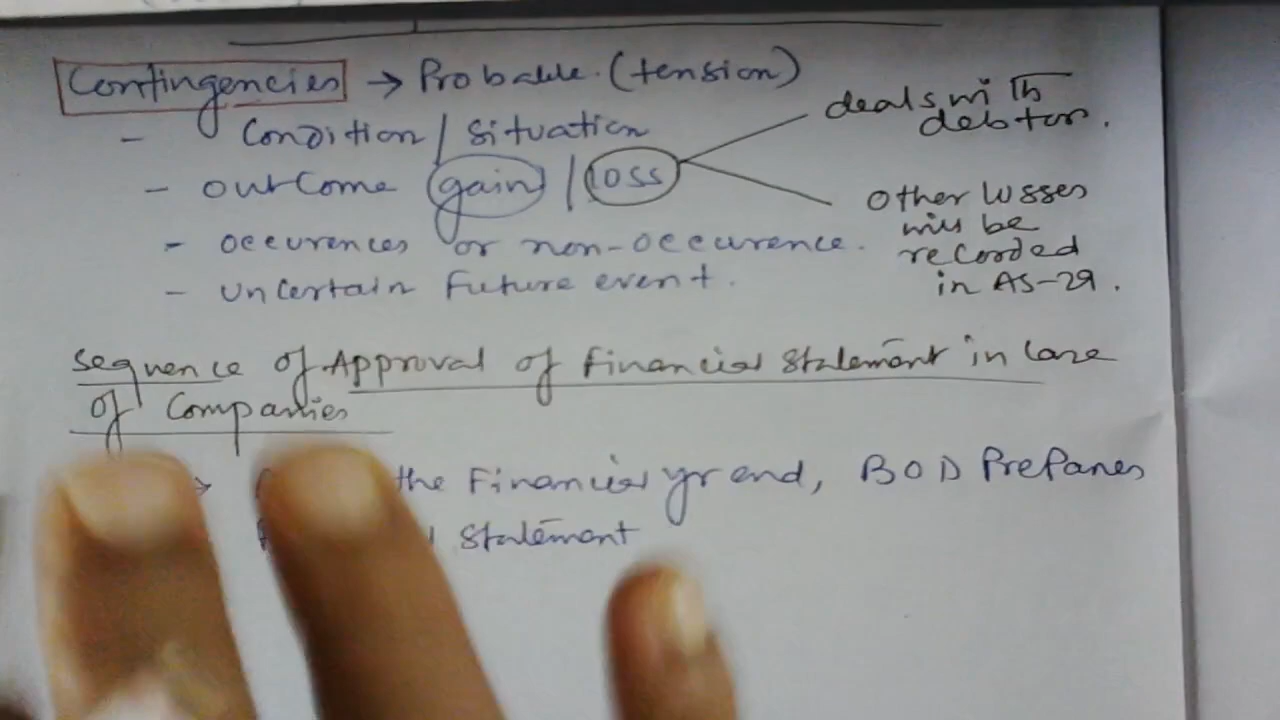 Contingencies → Probable. (tension)
- Condition / Situation
- outcome gain / loss
deals with
debtor.
Other losses
will be
recorded
in AS-29.
- occurences or non-occurence.
- uncertain future event.
Sequence of Approval of Financial Statement in Case
of Companies
the Financial yr end, BOD Prepares
Statement